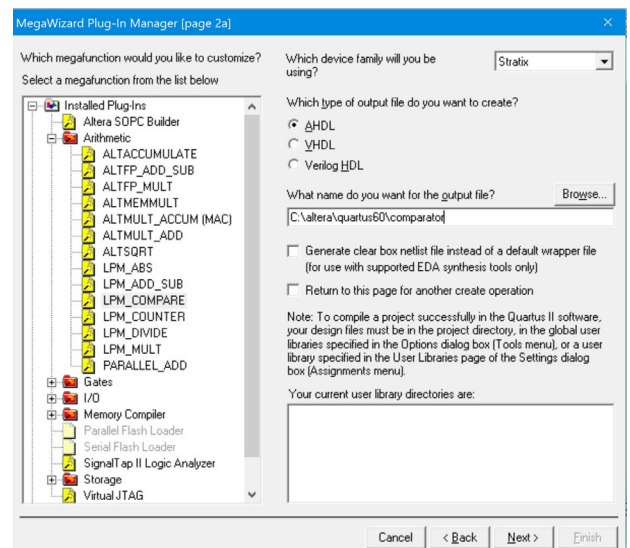 MegaWizard Plug-In Manager [page 2a]
Which megafunction would you like to customize?
Select a megafunction from the list below
Installed Plug-Ins
Altera SOPC Builder
Arithmetic
ALTACCUMULATE
ALTFP_ADD_SUB
ALTFP_MULT
ALTMEMMULT
ALTMULT_ACCUM (MAC)
ALTMULT_ADD
ALTSQRT
LPM_ABS
LPM_ADD_SUB
LPM_COMPARE
LPM_COUNTER
LPM_DIVIDE
LPM_MULT
PARALLEL_ADD
Gates
I/O
Memory Compiler
Parallel Flash Loader
Serial Flash Loader
SignalTap II Logic Analyzer
Storage
Virtual JTAG
Which device family will you be
using?
Stratix
Which type of output file do you want to create?
AHDL
VHDL
Verilog HDL
What name do you want for the output file?
Browse...
C:\altera\quartus60\comparator
Generate clear box netlist file instead of a default wrapper file
(for use with supported EDA synthesis tools only)
Return to this page for another create operation
Note: To compile a project successfully in the Quartus II software,
your design files must be in the project directory, in the global user
libraries specified in the Options dialog box (Tools menu), or a user
library specified in the User Libraries page of the Settings dialog
box (Assignments menu).
Your current user library directories are:
Cancel
< Back
Next >
Finish